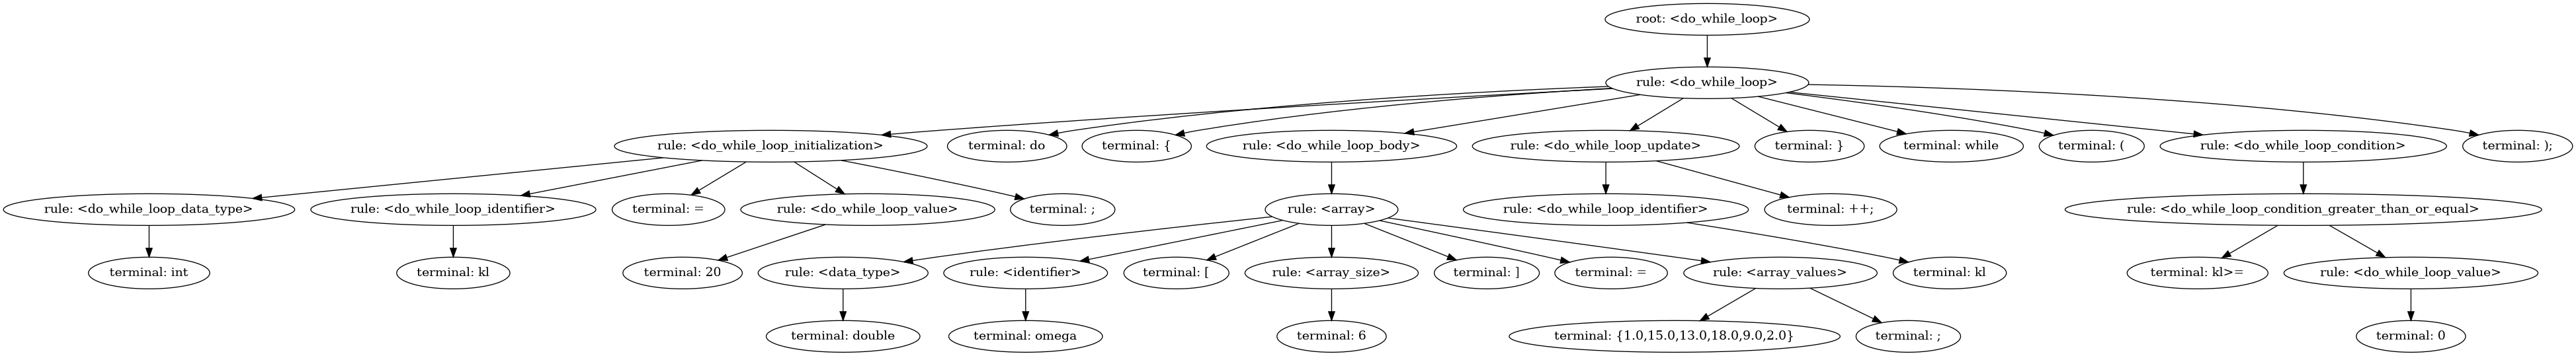 root: <do_while_loop>
rule: <do_while_loop>
rule: <do_while_loop_initialization>
terminal: do
terminal: {
rule: <do_while_loop_body>
rule: <do_while_loop_update>
terminal: }
terminal: while
terminal: (
rule: <do_while_loop_condition>
terminal: );
rule: <do_while_loop_data_type>
rule: <do_while_loop_identifier>
terminal: =
rule: <do_while_loop_value>
terminal: ;
rule: <array>
rule: <do_while_loop_identifier>
terminal: ++;
rule: <do_while_loop_condition_greater_than_or_equal>
terminal: int
terminal: kl
terminal: 20
rule: <data_type>
rule: <identifier>
terminal: [
rule: <array_size>
terminal: ]
terminal: =
rule: <array_values>
terminal: kl
terminal: kl>=
rule: <do_while_loop_value>
terminal: double
terminal: omega
terminal: 6
terminal: {1.0,15.0,13.0,18.0,9.0,2.0}
terminal: ;
terminal: 0